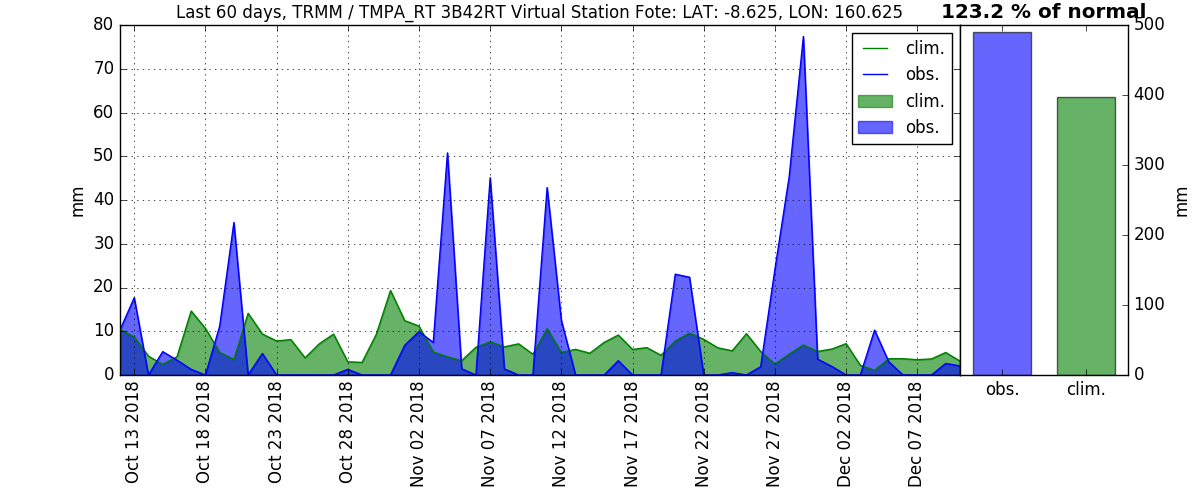 Last 60 days, TRMM / TMPA_RT 3B42RT Virtual Station Fote: LAT: -8.625, LON: 160.625
123.2 % of normal
80
70
60
50
40
30
20
10
0
mm
clim.
obs.
clim.
obs.
500
400
300
200
100
0
mm
obs.
clim.
Oct 13 2018
Oct 18 2018
Oct 23 2018
Oct 28 2018
Nov 02 2018
Nov 07 2018
Nov 12 2018
Nov 17 2018
Nov 22 2018
Nov 27 2018
Dec 02 2018
Dec 07 2018